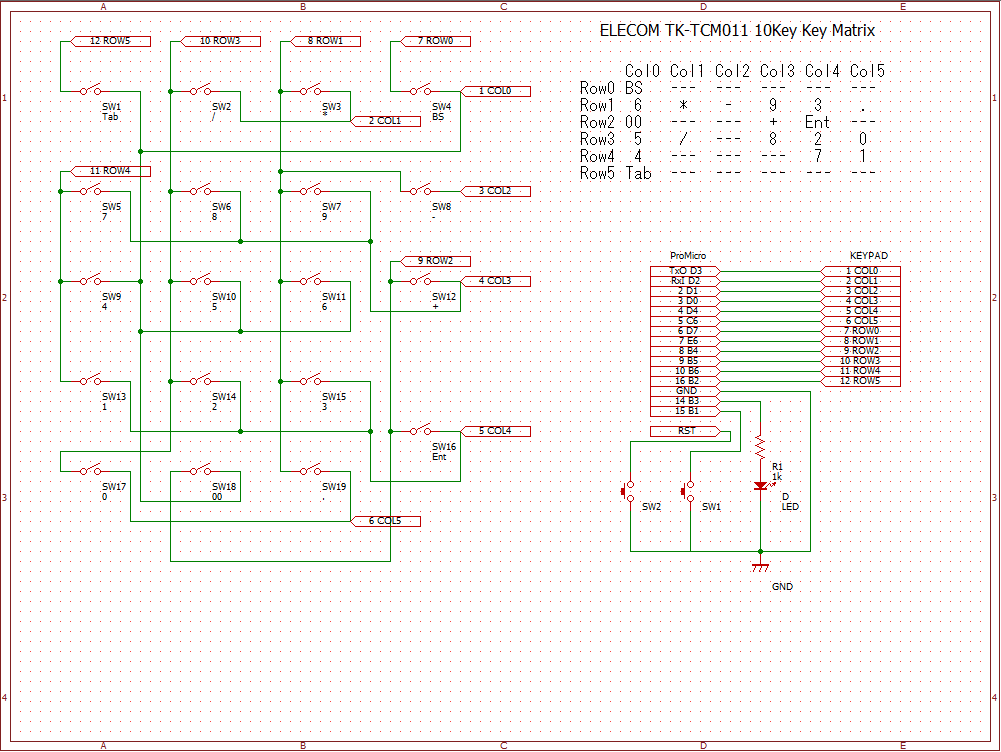 A B C D E
ELECOM TK-TCM011 10Key Key Matrix
12 ROW5 10 ROW3 8 ROW1 7 ROW0
Col0 Col1 Col2 Col3 Col4 Col5
Row0 BS --- --- --- --- ---
Row1 6 * - 9 3 .
Row2 00 --- --- + Ent ---
Row3 5 / --- 8 2 0
Row4 4 --- --- --- 7 1
Row5 Tab --- --- --- --- ---
1 1
1 COL0
SW1 SW2 SW3 SW4
Tab / * BS
2 COL1
11 ROW4
3 COL2
SW5 SW6 SW7 SW8
7 8 9 -
9 ROW2
4 COL3
2 2
SW9 SW10 SW11 SW12
4 5 6 +
SW13 SW14 SW15
1 2 3
5 COL4
SW16
Ent
3 3
SW17 SW18 SW19
0 00 .
6 COL5
ProMicro KEYPAD
TxO D3 1 COL0
RxI D2 2 COL1
2 D1 3 COL2
3 D0 4 COL3
4 D4 5 COL4
5 C6 6 COL5
6 D7 7 ROW0
7 E6 8 ROW1
8 B4 9 ROW2
9 B5 10 ROW3
10 B6 11 ROW4
16 B2 12 ROW5
GND
14 B3
15 B1
RST
R1
1k
D
LED
SW2 SW1
GND
4 4
A B C D E